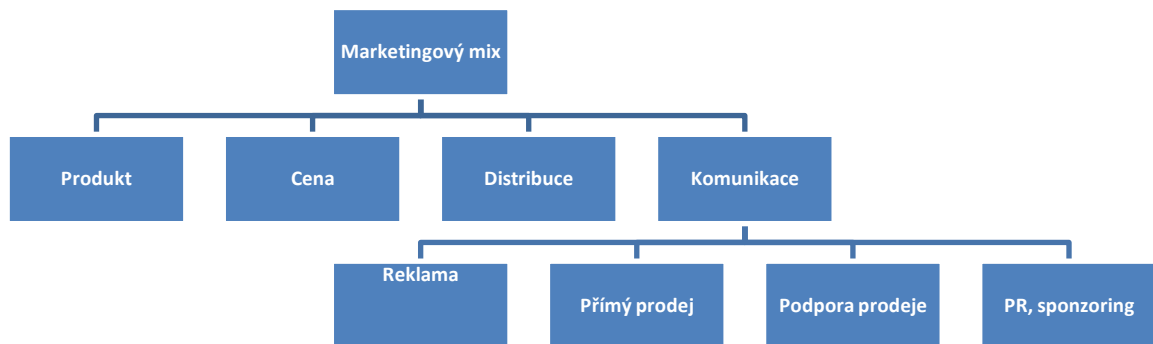 Marketingový mix
Produkt
Cena
Distribuce
Komunikace
Reklama
Přímý prodej
Podpora prodeje
PR, sponzoring